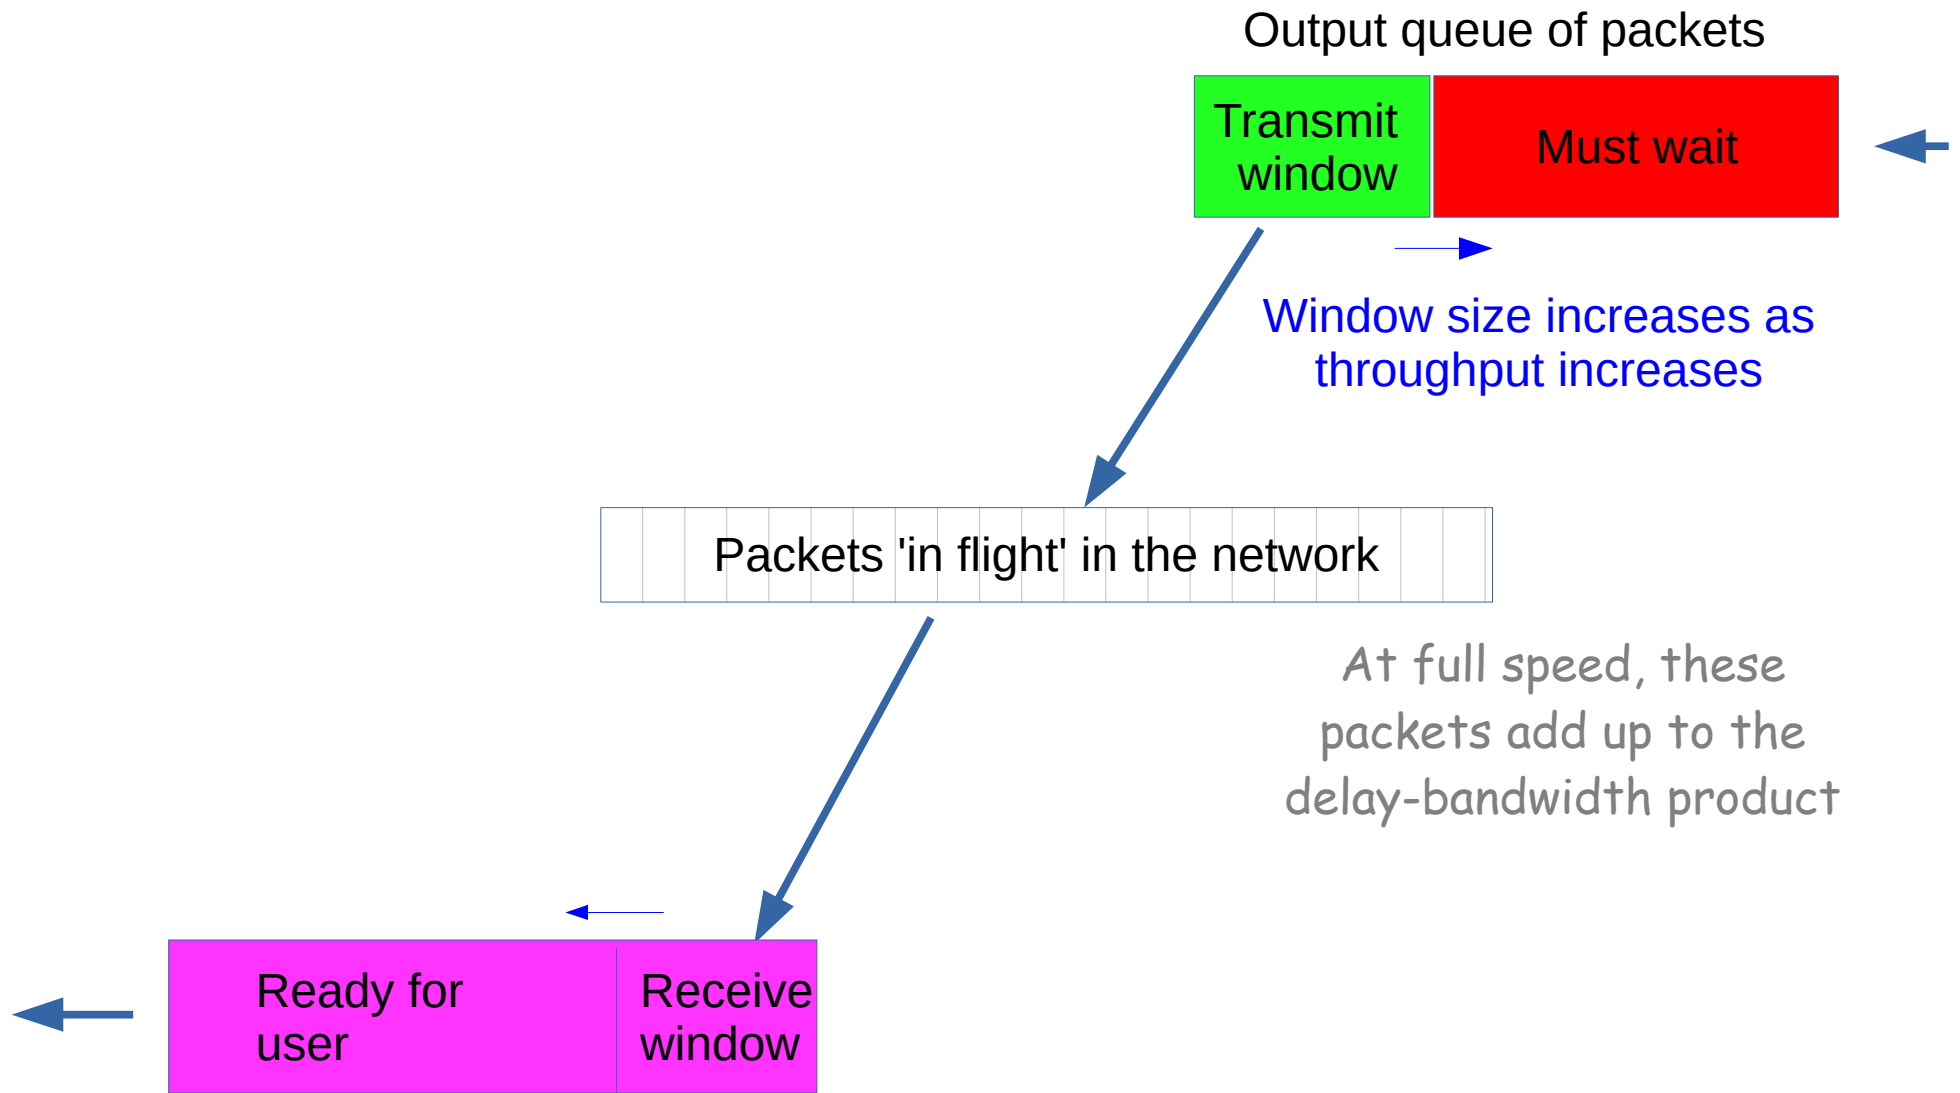 Output queue of packets
Transmit
window
Must wait
Window size increases as
throughput increases
Packets 'in flight' in the network
At full speed, these
packets add up to the
delay-bandwidth product
Ready for
user
Receive
window